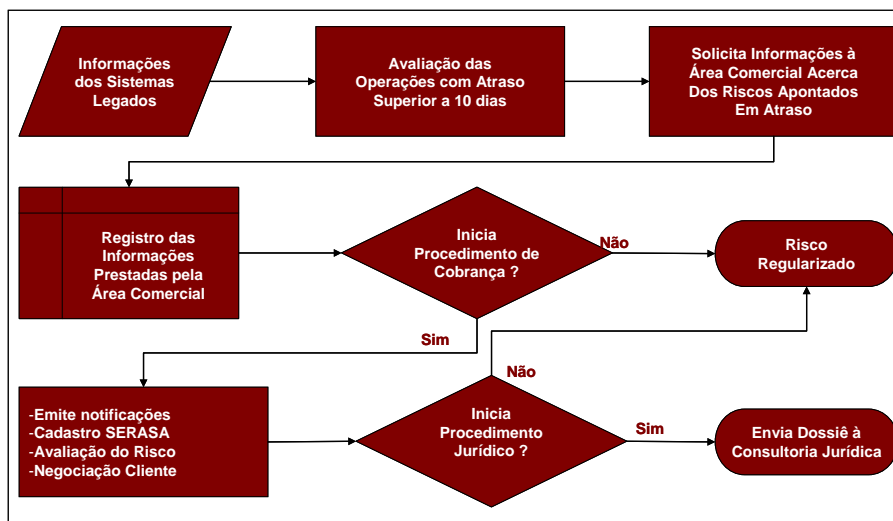 Informações
dos Sistemas
Legados
Avaliação das
Operações com Atraso
Superior a 10 dias
Solicita Informações à
Área Comercial Acerca
Dos Riscos Apontados
Em Atraso
Registro das
Informações
Prestadas pela
Área Comercial
Inicia
Procedimento de
Cobrança ?
Não
Risco
Regularizado
Sim
Não
-Emite notificações
-Cadastro SERASA
-Avaliação do Risco
-Negociação Cliente
Inicia
Procedimento
Jurídico ?
Sim
Envia Dossiê à
Consultoria Jurídica